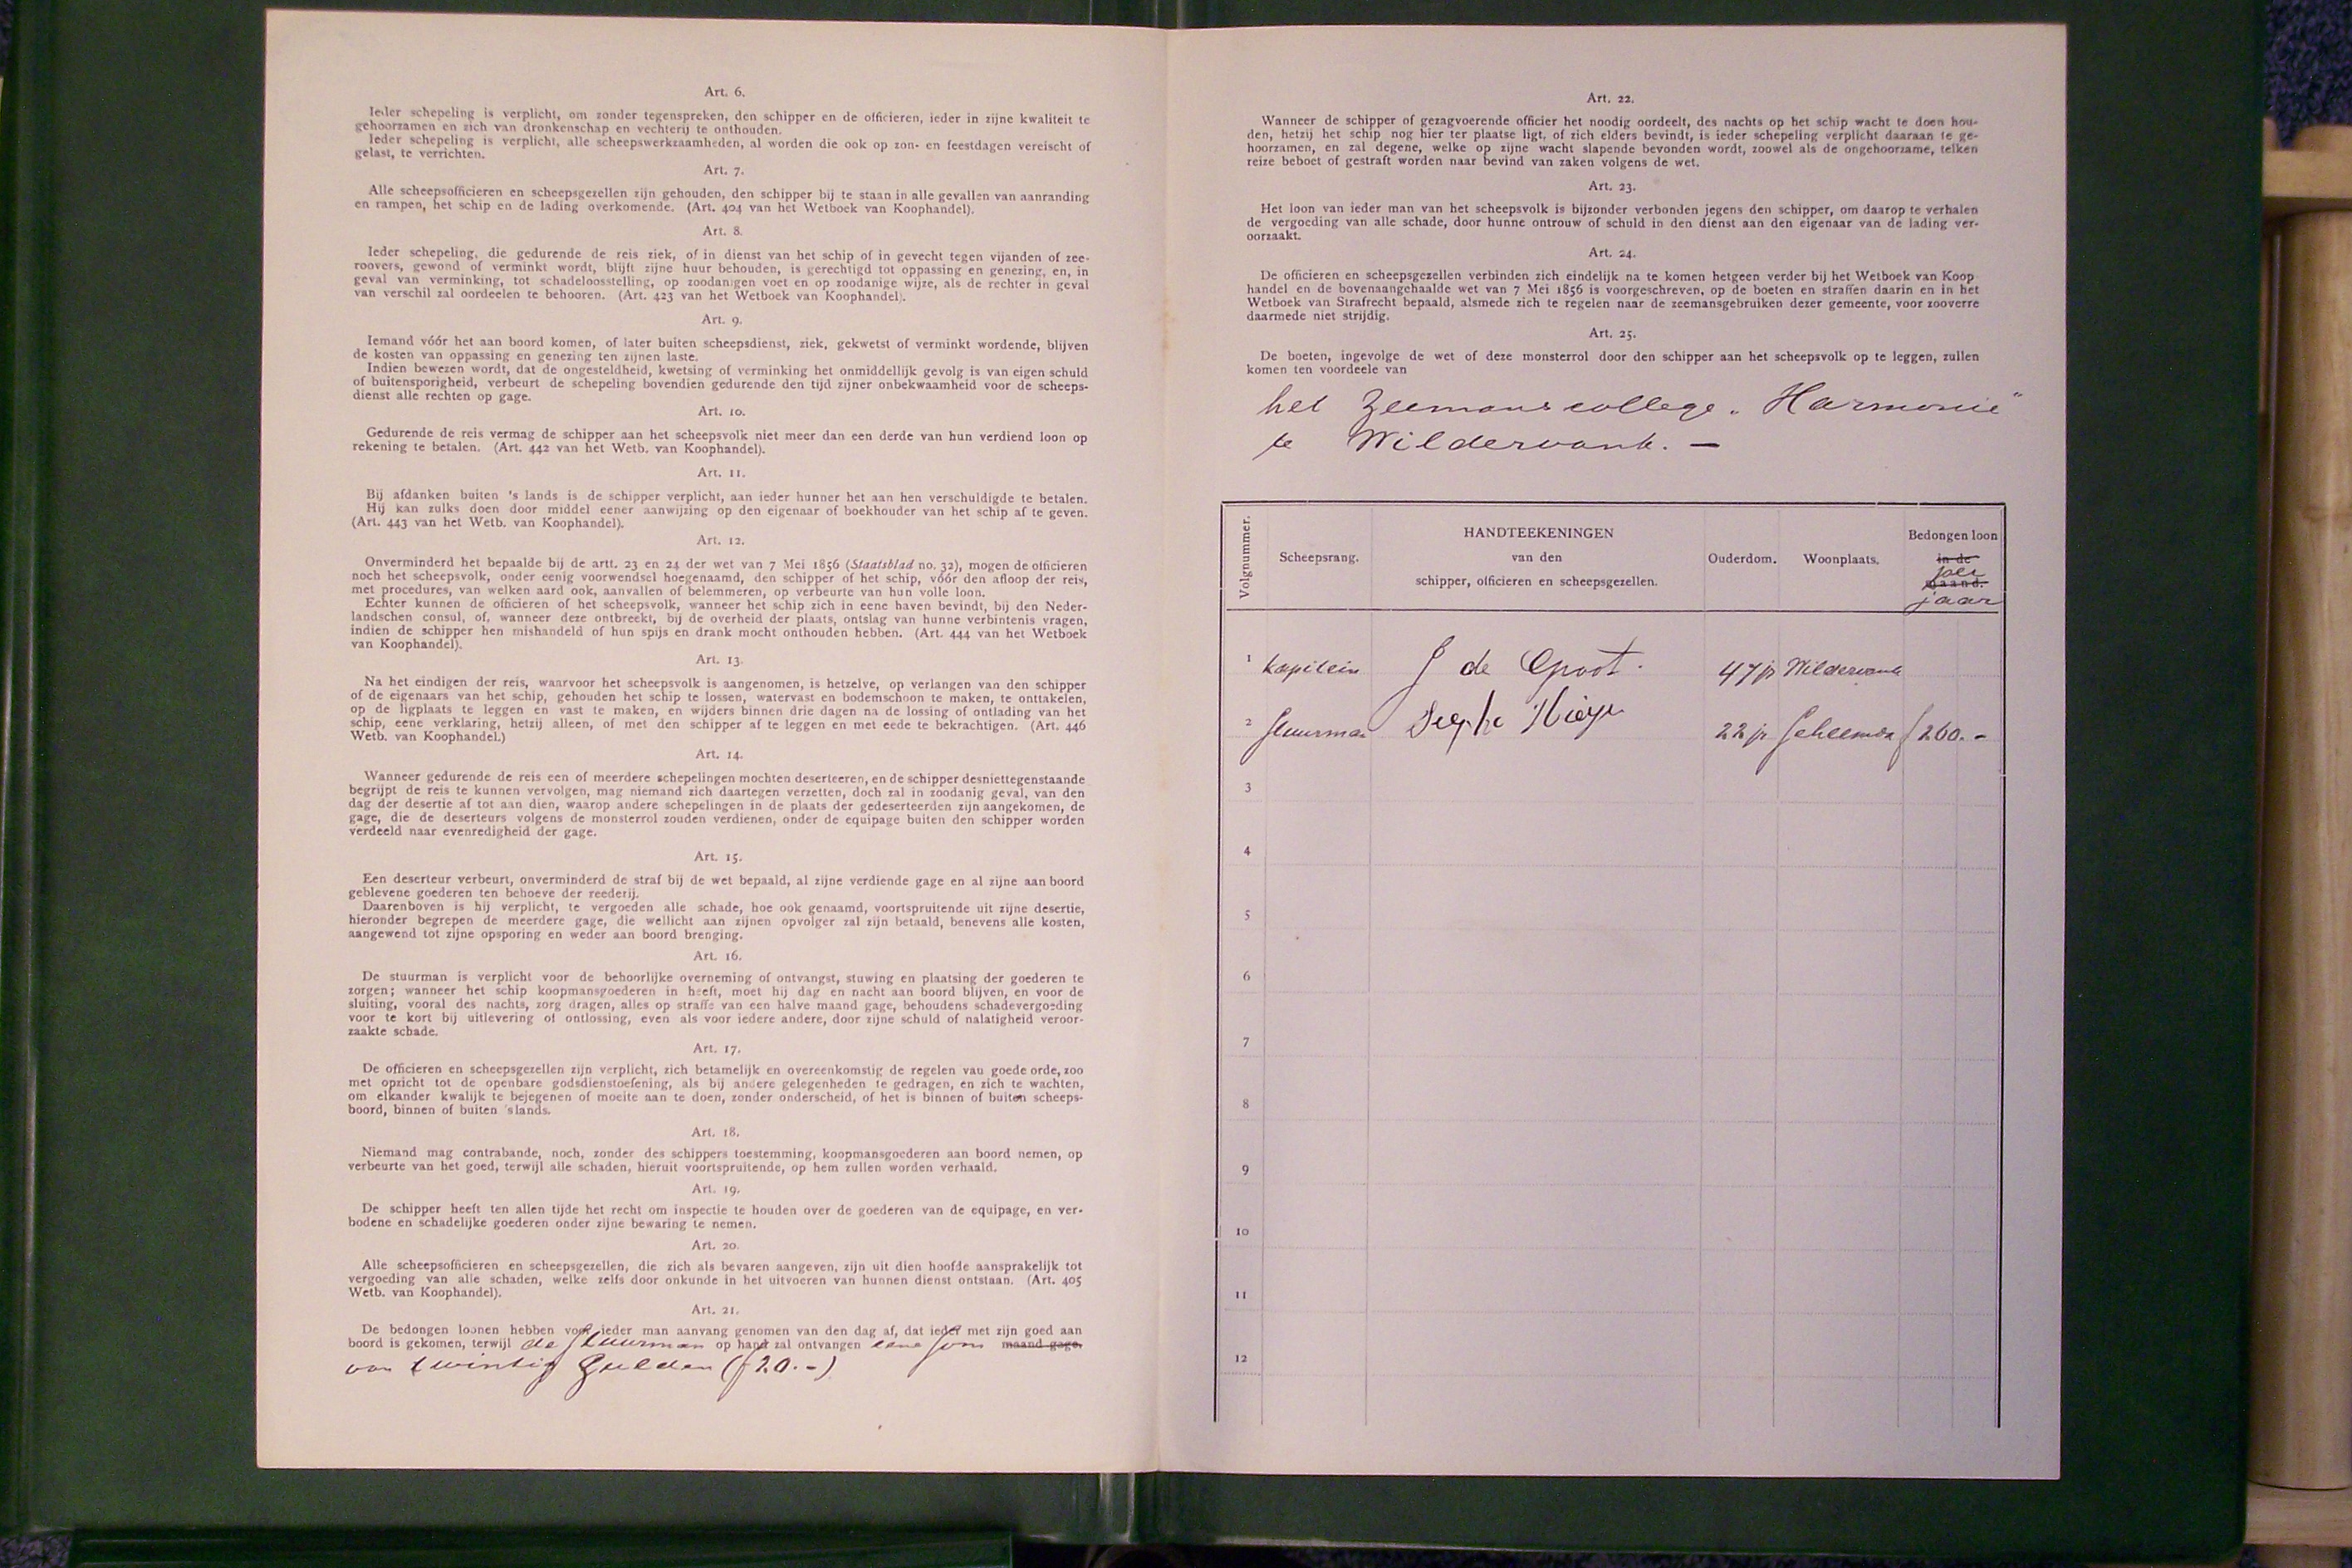 Art. 6.
Ieder schepeling is verplicht, om zonder tegenspreken, den schipper en de officieren, ieder in zijne kwaliteit te
gehoorzamen en zich van dronkenschap en vechterij te onthouden.
Ieder schepeling is verplicht, alle scheepswerkzaamheden, al worden die ook op zon- en feestdagen vereischt of
gelast, te verrichten.
Art. 7.
Alle scheepsofficieren en scheepsgezellen zijn gehouden, den schipper bij te staan in alle gevallen van aanranding
en rampen, het schip en de lading overkomende. (Art. 404 van het Wetboek van Koophandel).
Art. 8.
Ieder schepeling, die gedurende de reis ziek, of in dienst van het schip of in gevecht tegen vijanden of zee-
roovers, gewond of verminkt wordt, blijft zijne huur behouden, is gerechtigd tot oppassing en genezing, en, in
geval van verminking, tot schadeloosstelling, op zoodanigen voet en op zoodanige wijze, als de rechter in geval
van verschil zal oordeelen te behooren. (Art. 423 van het Wetboek van Koophandel).
Art. 9.
Iemand vóór het aan boord komen, of later buiten scheepsdienst, ziek, gekwetst of verminkt wordende, blijven
de kosten van oppassing en genezing ten zijnen laste.
Indien bewezen wordt, dat de ongesteldheid, kwetsing of verminking het onmiddellijk gevolg is van eigen schuld
of buitensporigheid, verbeurt de schepeling bovendien gedurende den tijd zijner onbekwaamheid voor de scheeps-
dienst alle rechten op gage.
Art. 10.
Gedurende de reis vermag de schipper aan het scheepsvolk niet meer dan een derde van hun verdiend loon op
rekening te betalen. (Art. 442 van het Wetb. van Koophandel).
Art. 11.
Bij afdanken buiten 's lands is de schipper verplicht, aan ieder hunner het aan hen verschuldigde te betalen.
Hij kan zulks doen door middel eener aanwijzing op den eigenaar of boekhouder van het schip af te geven.
(Art. 443 van het Wetb. van Koophandel).
Art. 12.
Onverminderd het bepaalde bij de artt. 23 en 24 der wet van 7 Mei 1856 (Staatsblad no. 32), mogen de officieren
noch het scheepsvolk, onder eenig voorwendsel hoegenaamd, den schipper of het schip, vóór den afloop der reis,
met procedures, van welken aard ook, aanvallen of belemmeren, op verbeurte van hun volle loon.
Echter kunnen de officieren of het scheepsvolk, wanneer het schip zich in eene haven bevindt, bij den Neder-
landschen consul, of, wanneer deze ontbreekt, bij de overheid der plaats, ontslag van hunne verbintenis vragen,
indien de schipper hen mishandeld of hun spijs en drank mocht onthouden hebben. (Art. 444 van het Wetboek
van Koophandel).
Art. 13.
Na het eindigen der reis, waarvoor het scheepsvolk is aangenomen, is hetzelve, op verlangen van den schipper
of de eigenaars van het schip, gehouden het schip te lossen, watervast en bodemschoon te maken, te onttakelen,
op de ligplaats te leggen en vast te maken, en wijders binnen drie dagen na de lossing of ontlading van het
schip, eene verklaring, hetzij alleen, of met den schipper af te leggen en met eede te bekrachtigen. (Art. 446
Wetb. van Koophandel.)
Art. 14.
Wanneer gedurende de reis een of meerdere schepelingen mochten deserteeren, en de schipper desniettegenstaande
begrijpt de reis te kunnen vervolgen, mag niemand zich daartegen verzetten, doch zal in zoodanig geval, van den
dag der desertie af tot aan dien, waarop andere schepelingen in de plaats der gedeserteerden zijn aangekomen, de
gage, die de deserteurs volgens de monsterrol zouden verdienen, onder de equipage buiten den schipper worden
verdeeld naar evenredigheid der gage.
Art. 15.
Een deserteur verbeurt, onverminderd de straf bij de wet bepaald, al zijne verdiende gage en al zijne aan boord
geblevene goederen ten behoeve der reederij.
Daarenboven is hij verplicht, te vergoeden alle schade, hoe ook genaamd, voortspruitende uit zijne desertie,
hieronder begrepen de meerdere gage, die wellicht aan zijnen opvolger zal zijn betaald, benevens alle kosten,
aangewend tot zijne opsporing en weder aan boord brenging.
Art. 16.
De stuurman is verplicht voor de behoorlijke overneming of ontvangst, stuwing en plaatsing der goederen te
zorgen; wanneer het schip koopmansgoederen in heeft, moet hij dag en nacht aan boord blijven, en voor de
sluiting, vooral des nachts, zorg dragen, alles op straffe van een halve maand gage, behoudens schadevergoeding
voor te kort bij uitlevering of ontlossing, even als voor iedere andere, door zijne schuld of nalatigheid veroor-
zaakte schade.
Art. 17.
De officieren en scheepsgezellen zijn verplicht, zich betamelijk en overeenkomstig de regelen van goede orde, zoo
met opzicht tot de openbare godsdienstoefening, als bij andere gelegenheden te gedragen, en zich te wachten,
om elkander kwalijk te bejegenen of moeite aan te doen, zonder onderscheid, of het is binnen of buiten scheeps-
boord, binnen of buiten 's lands.
Art. 18.
Niemand mag contrabande, noch, zonder des schippers toestemming, koopmansgoederen aan boord nemen, op
verbeurte van het goed, terwijl alle schaden, hieruit voortspruitende, op hem zullen worden verhaald.
Art. 19.
De schipper heeft ten allen tijde het recht om inspectie te houden over de goederen van de equipage, en ver-
bodene en schadelijke goederen onder zijne bewaring te nemen.
Art. 20.
Alle scheepsofficieren en scheepsgezellen, die zich als bevaren aangeven, zijn uit dien hoofde aansprakelijk tot
vergoeding van alle schaden, welke zelfs door onkunde in het uitvoeren van hunnen dienst ontstaan. (Art. 405
Wetb. van Koophandel).
Art. 21.
De bedongen loonen hebben voor ieder man aanvang genomen van den dag af, dat ieder met zijn goed aan
boord is gekomen, terwijl de stuurman op hand zal ontvangen eene som maand gage.
van twintig gulden (f 20.-)
Art. 22.
Wanneer de schipper of gezagvoerende officier het noodig oordeelt, des nachts op het schip wacht te doen hou-
den, hetzij het schip nog hier ter plaatse ligt, of zich elders bevindt, is ieder schepeling verplicht daaraan te ge-
hoorzamen, en zal degene, welke op zijne wacht slapende bevonden wordt, zoowel als de ongehoorzame, telken
reize beboet of gestraft worden naar bevind van zaken volgens de wet.
Art. 23.
Het loon van ieder man van het scheepsvolk is bijzonder verbonden jegens den schipper, om daarop te verhalen
de vergoeding van alle schade, door hunne ontrouw of schuld in den dienst aan den eigenaar van de lading ver-
oorzaakt.
Art. 24.
De officieren en scheepsgezellen verbinden zich eindelijk na te komen hetgeen verder bij het Wetboek van Koop
handel en de bovenaangehaalde wet van 7 Mei 1856 is voorgeschreven, op de boeten en straffen daarin en in het
Wetboek van Strafrecht bepaald, alsmede zich te regelen naar de zeemansgebruiken dezer gemeente, voor zooverre
daarmede niet strijdig.
Art. 25.
De boeten, ingevolge de wet of deze monsterrol door den schipper aan het scheepsvolk op te leggen, zullen
komen ten voordeele van
het Zeemanscollege „Harmonie"
te Wildervank. —
Volgnummer.
Scheepsrang.
HANDTEEKENINGEN
van den
schipper, officieren en scheepsgezellen.
Ouderdom.
Woonplaats.
Bedongen loon
in de
per
maand.
jaar
1 kapitein J de Groot. 47 jr Wildervank
2 stuurman 22 jr Scheemda f 260.-
3
4
5
6
7
8
9
10
11
12